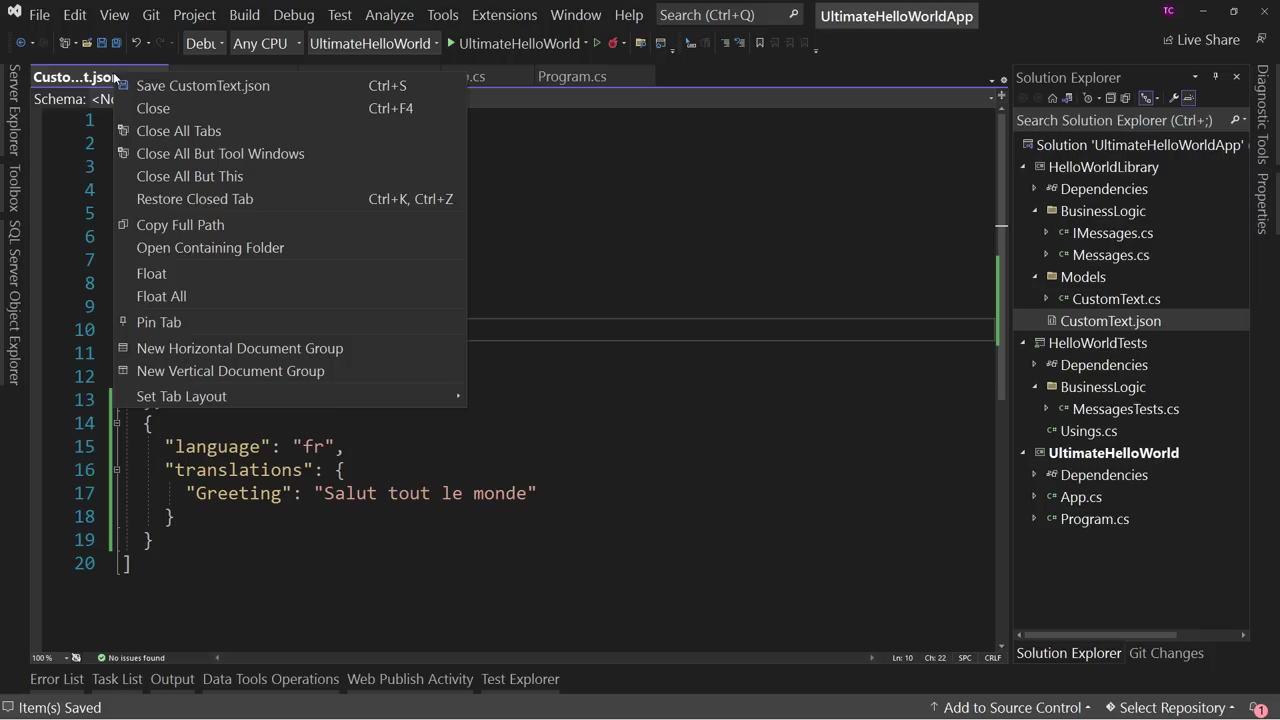 File Edit View Git Project Build Debug Test Analyze Tools Extensions Window Help Search (Ctrl+Q) UltimateHelloWorldApp TC
Debu Any CPU UltimateHelloWorld UltimateHelloWorld Live Share
Custo...t.json .cs Program.cs
Schema: <No
Save CustomText.json Ctrl+S
Close Ctrl+F4
Close All Tabs
Close All But Tool Windows
Close All But This
Restore Closed Tab Ctrl+K, Ctrl+Z
Copy Full Path
Open Containing Folder
Float
Float All
Pin Tab
New Horizontal Document Group
New Vertical Document Group
Set Tab Layout
1
2
3
4
5
6
7
8
9
10
11
12
13
14 {
15 "language": "fr",
16 "translations": {
17 "Greeting": "Salut tout le monde"
18 }
19 }
20 ]
100 % No issues found Ln: 10 Ch: 22 SPC CRLF
Server Explorer
Toolbox
SQL Server Object Explorer
Solution Explorer
Search Solution Explorer (Ctrl+;)
Solution 'UltimateHelloWorldApp'
HelloWorldLibrary
Dependencies
BusinessLogic
IMessages.cs
Messages.cs
Models
CustomText.cs
CustomText.json
HelloWorldTests
Dependencies
BusinessLogic
MessagesTests.cs
Usings.cs
UltimateHelloWorld
Dependencies
App.cs
Program.cs
Solution Explorer Git Changes
Diagnostic Tools
Properties
Error List Task List Output Data Tools Operations Web Publish Activity Test Explorer
Item(s) Saved Add to Source Control Select Repository 1